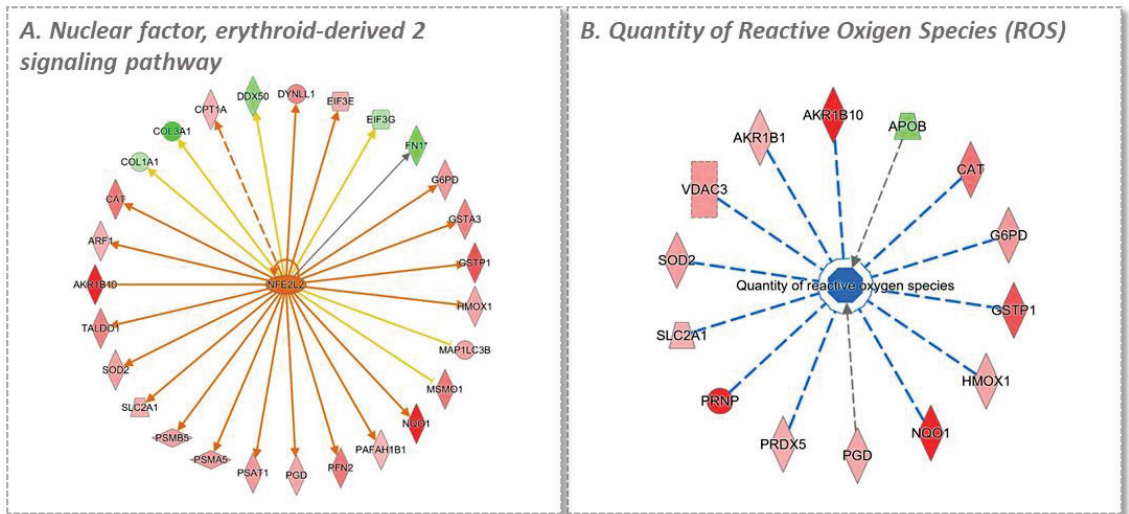 A. Nuclear factor, erythroid-derived 2
signaling pathway
DDX50
DYNLL1
EIF3E
CPT1A
EIF3G
COL3A1
FN1*
COL1A1
G6PD
CAT
GSTA3
ARF1
GSTP1
AKR1B10
NFE2L2
HMOX1
TALDO1
MAP1LC3B
SOD2
MSMO1
SLC2A1
NQO1
PSMB5
PAFAH1B1
PSMA5
PSAT1
PGD
PFN2
B. Quantity of Reactive Oxigen Species (ROS)
AKR1B10
APOB
AKR1B1
CAT
VDAC3
G6PD
SOD2
Quantity of reactive oxygen species
GSTP1
SLC2A1
HMOX1
PRNP
NQO1
PRDX5
PGD